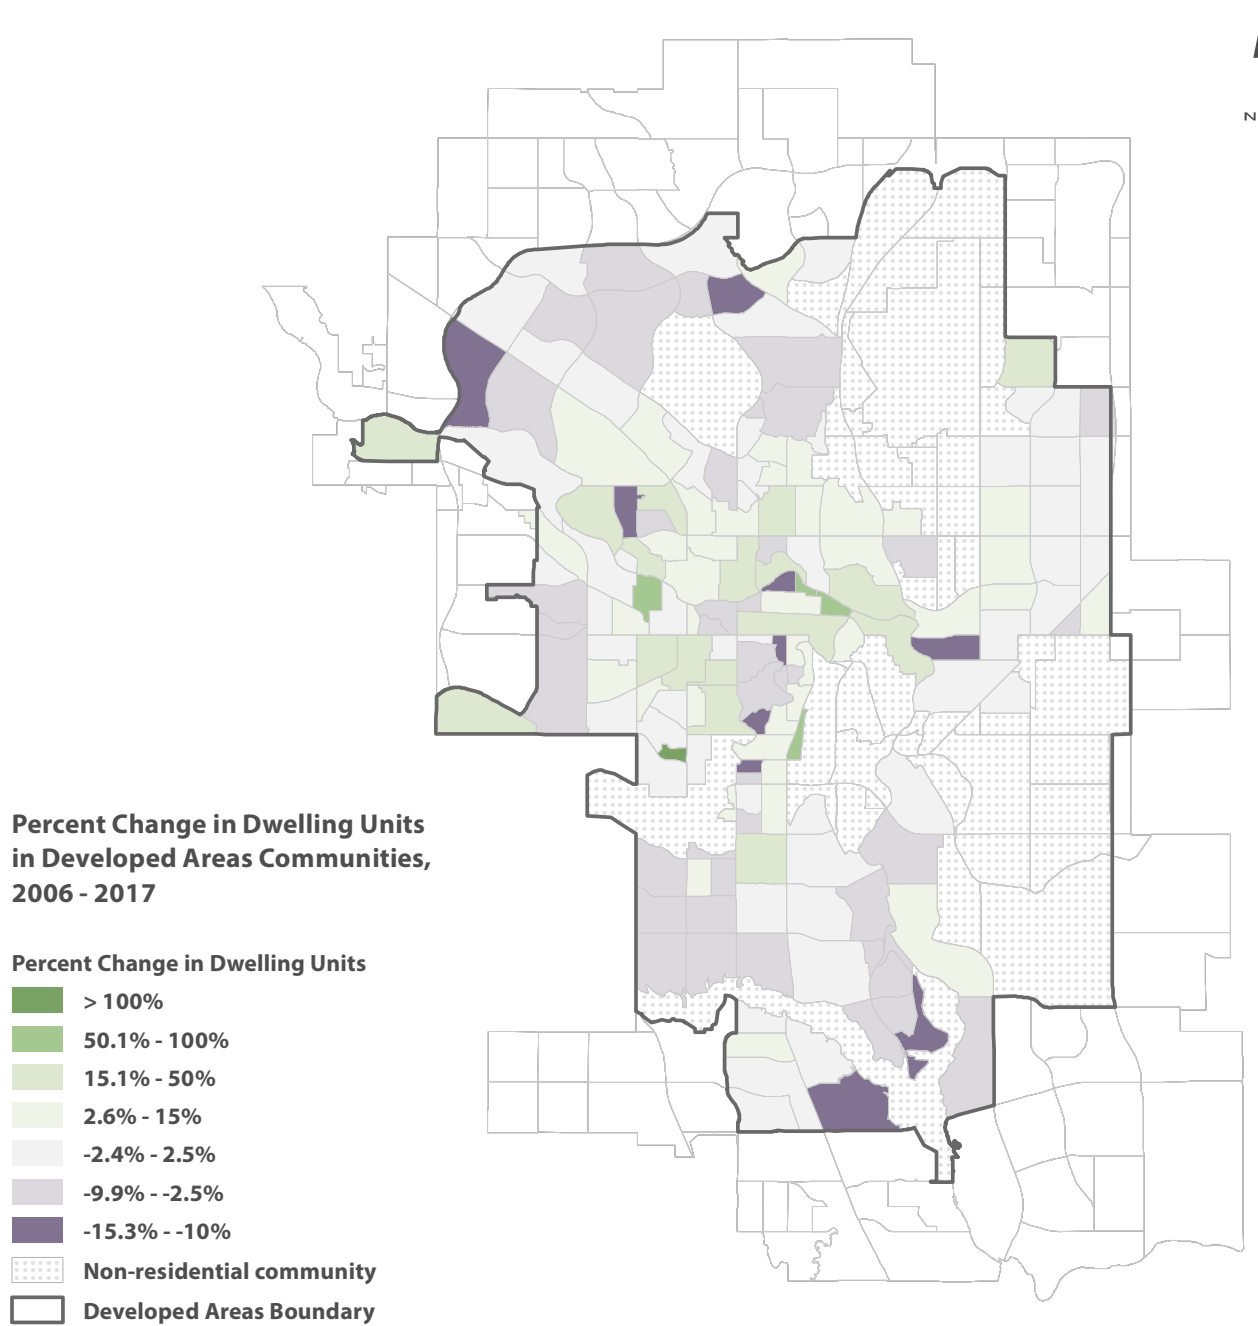 Z
Percent Change in Dwelling Units
in Developed Areas Communities,
2006 - 2017
Percent Change in Dwelling Units
> 100%
50.1% - 100%
15.1% - 50%
2.6% - 15%
-2.4% - 2.5%
-9.9% - -2.5%
-15.3% - -10%
Non-residential community
Developed Areas Boundary